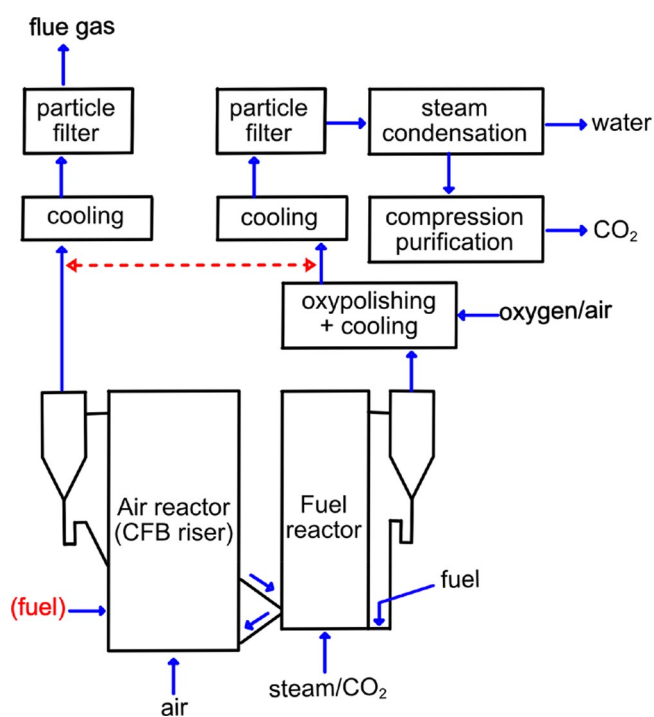 flue gas
particle
filter
particle
filter
steam
condensation
water
cooling
cooling
compression
purification
CO₂
oxypolishing
+ cooling
oxygen/air
Air reactor
(CFB riser)
Fuel
reactor
(fuel)
fuel
air
steam/CO₂